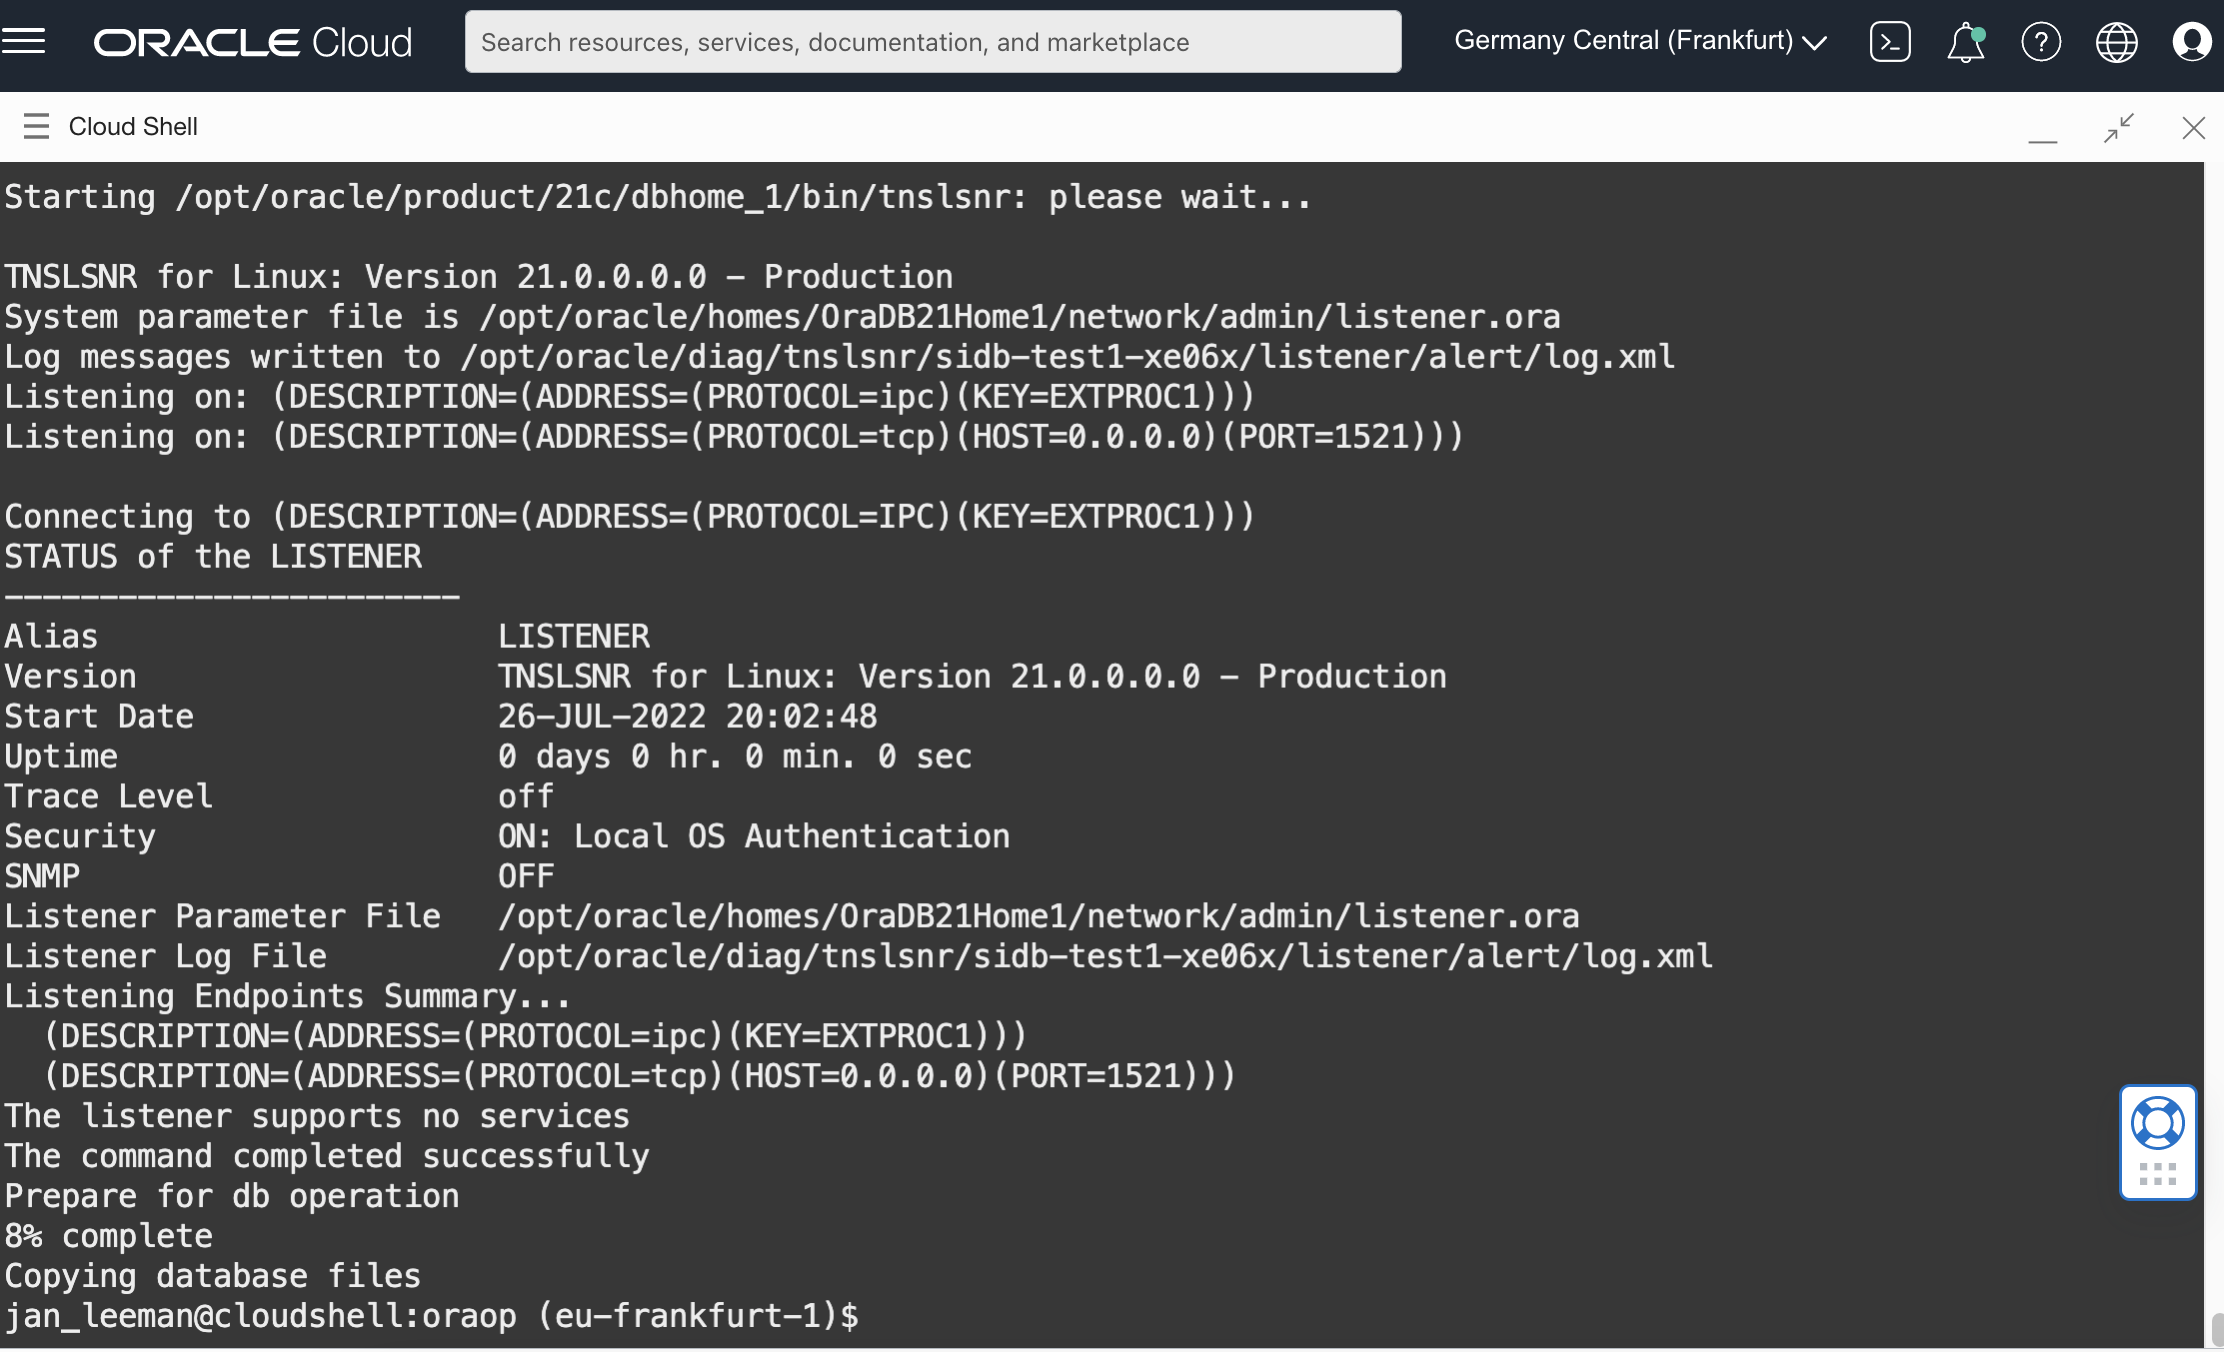 ORACLE Cloud
Search resources, services, documentation, and marketplace
Germany Central (Frankfurt)
Cloud Shell
Starting /opt/oracle/product/21c/dbhome_1/bin/tnslsnr: please wait...
TNSLSNR for Linux: Version 21.0.0.0.0 - Production
System parameter file is /opt/oracle/homes/OraDB21Home1/network/admin/listener.ora
Log messages written to /opt/oracle/diag/tnslsnr/sidb-test1-xe06x/listener/alert/log.xml
Listening on: (DESCRIPTION=(ADDRESS=(PROTOCOL=ipc)(KEY=EXTPROC1)))
Listening on: (DESCRIPTION=(ADDRESS=(PROTOCOL=tcp)(HOST=0.0.0.0)(PORT=1521)))
Connecting to (DESCRIPTION=(ADDRESS=(PROTOCOL=IPC)(KEY=EXTPROC1)))
STATUS of the LISTENER
------------------------
Alias                     LISTENER
Version                   TNSLSNR for Linux: Version 21.0.0.0.0 - Production
Start Date                26-JUL-2022 20:02:48
Uptime                    0 days 0 hr. 0 min. 0 sec
Trace Level               off
Security                  ON: Local OS Authentication
SNMP                      OFF
Listener Parameter File   /opt/oracle/homes/OraDB21Home1/network/admin/listener.ora
Listener Log File         /opt/oracle/diag/tnslsnr/sidb-test1-xe06x/listener/alert/log.xml
Listening Endpoints Summary...
  (DESCRIPTION=(ADDRESS=(PROTOCOL=ipc)(KEY=EXTPROC1)))
  (DESCRIPTION=(ADDRESS=(PROTOCOL=tcp)(HOST=0.0.0.0)(PORT=1521)))
The listener supports no services
The command completed successfully
Prepare for db operation
8% complete
Copying database files
jan_leeman@cloudshell:oraop (eu-frankfurt-1)$